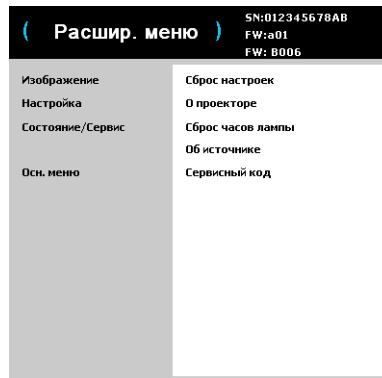 ( Расшир. меню )
SN:012345678AB
FW:a01
FW: B006
Изображение
Настройка
Состояние/Сервис
Осн. меню
Сброс настроек
О проекторе
Сброс часов лампы
Об источнике
Сервисный код